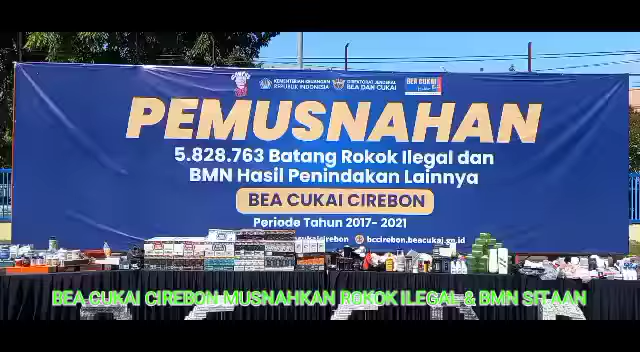 KEMENTERIAN KEUANGAN
REPUBLIK INDONESIA
DIREKTORAT JENDERAL
BEA DAN CUKAI
BEA CUKAI
PEMUSNAHAN
5.828.763 Batang Rokok Ilegal dan
BMN Hasil Penindakan Lainnya
BEA CUKAI CIREBON
Periode Tahun 2017- 2021
bccirebon.beacukai.go.id
BEA CUKAI CIREBON MUSNAHKAN ROKOK ILEGAL & BMN SITAAN